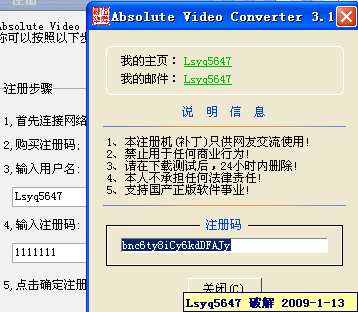 注册
Absolute Video
你可以按照以下步
注册步骤
1,首先连接网络
2,购买注册码:
3,输入用户名:
Lsyq5647
4,输入注册码:
1111111
5,点击确定注册
Absolute Video Converter 3.1
我的主页: Lsyq5647
我的邮件: Lsyq5647
说 明 信 息
1、本注册机(补丁)只供网友交流使用!
2、禁止用于任何商业行为!
3、请在下载测试后,24小时内删除!
4、本人不承担任何法律责任!
5、支持国产正版软件事业!
注册码
bnc6ty8iCy6kdDFAJy
关闭(C)
Lsyq5647 破解 2009-1-13